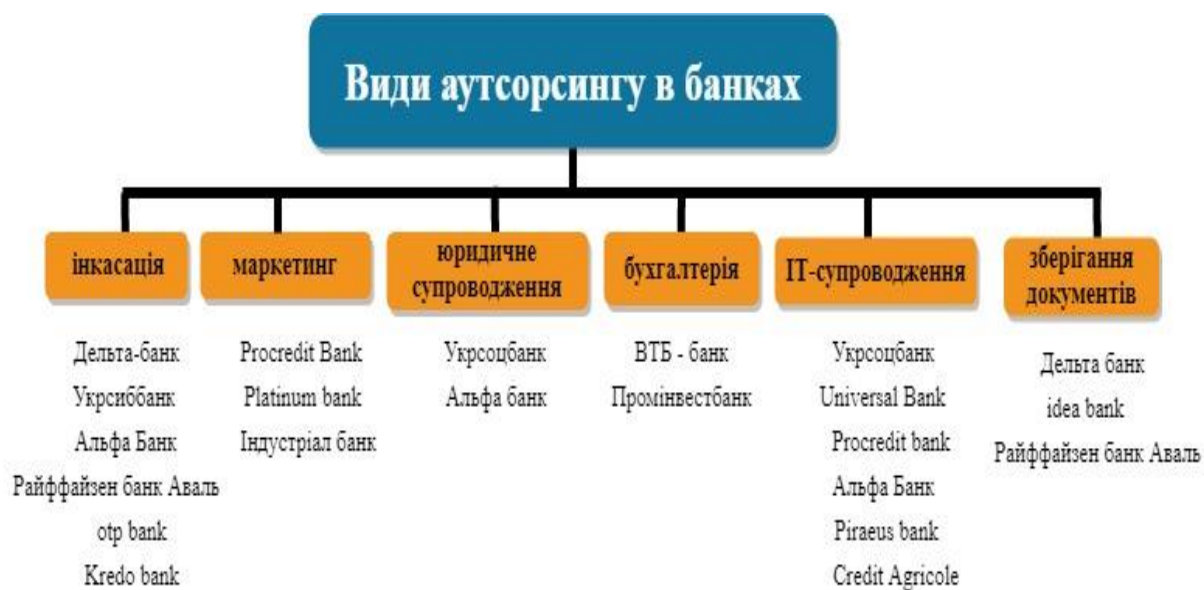 Види аутсорсингу в банках
інкасація
Дельта-банк
Укрсиббанк
Альфа Банк
Райффайзен банк Аваль
otp bank
Kredo bank
маркетинг
Procredit Bank
Platinum bank
Індустріал банк
юридичне
супроводження
Укрсоцбанк
Альфа банк
бухгалтерія
ВТБ - банк
Промінвестбанк
ІТ-супроводження
Укрсоцбанк
Universal Bank
Procredit bank
Альфа Банк
Piraeus bank
Credit Agricole
зберігання
документів
Дельта банк
idea bank
Райффайзен банк Аваль